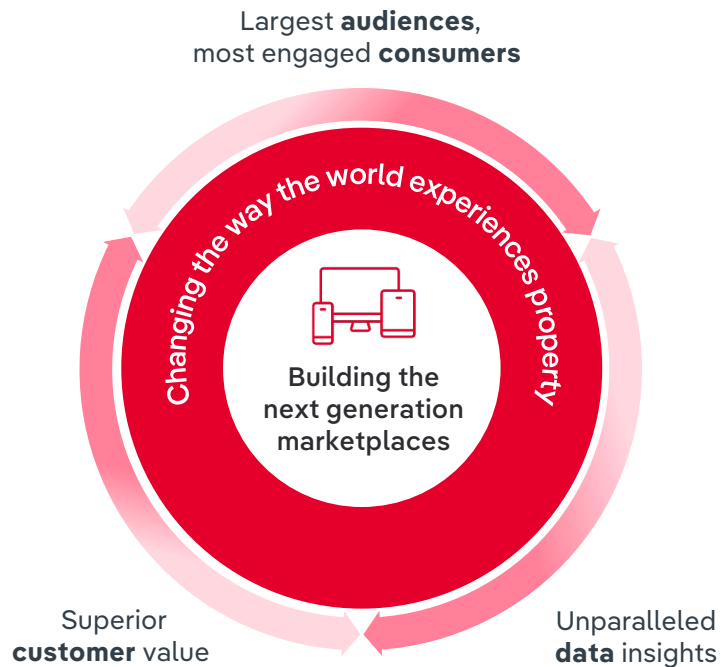 Largest audiences,
most engaged consumers
Changing the way the world experiences property
Building the
next generation
marketplaces
Superior
customer value
Unparalleled
data insights